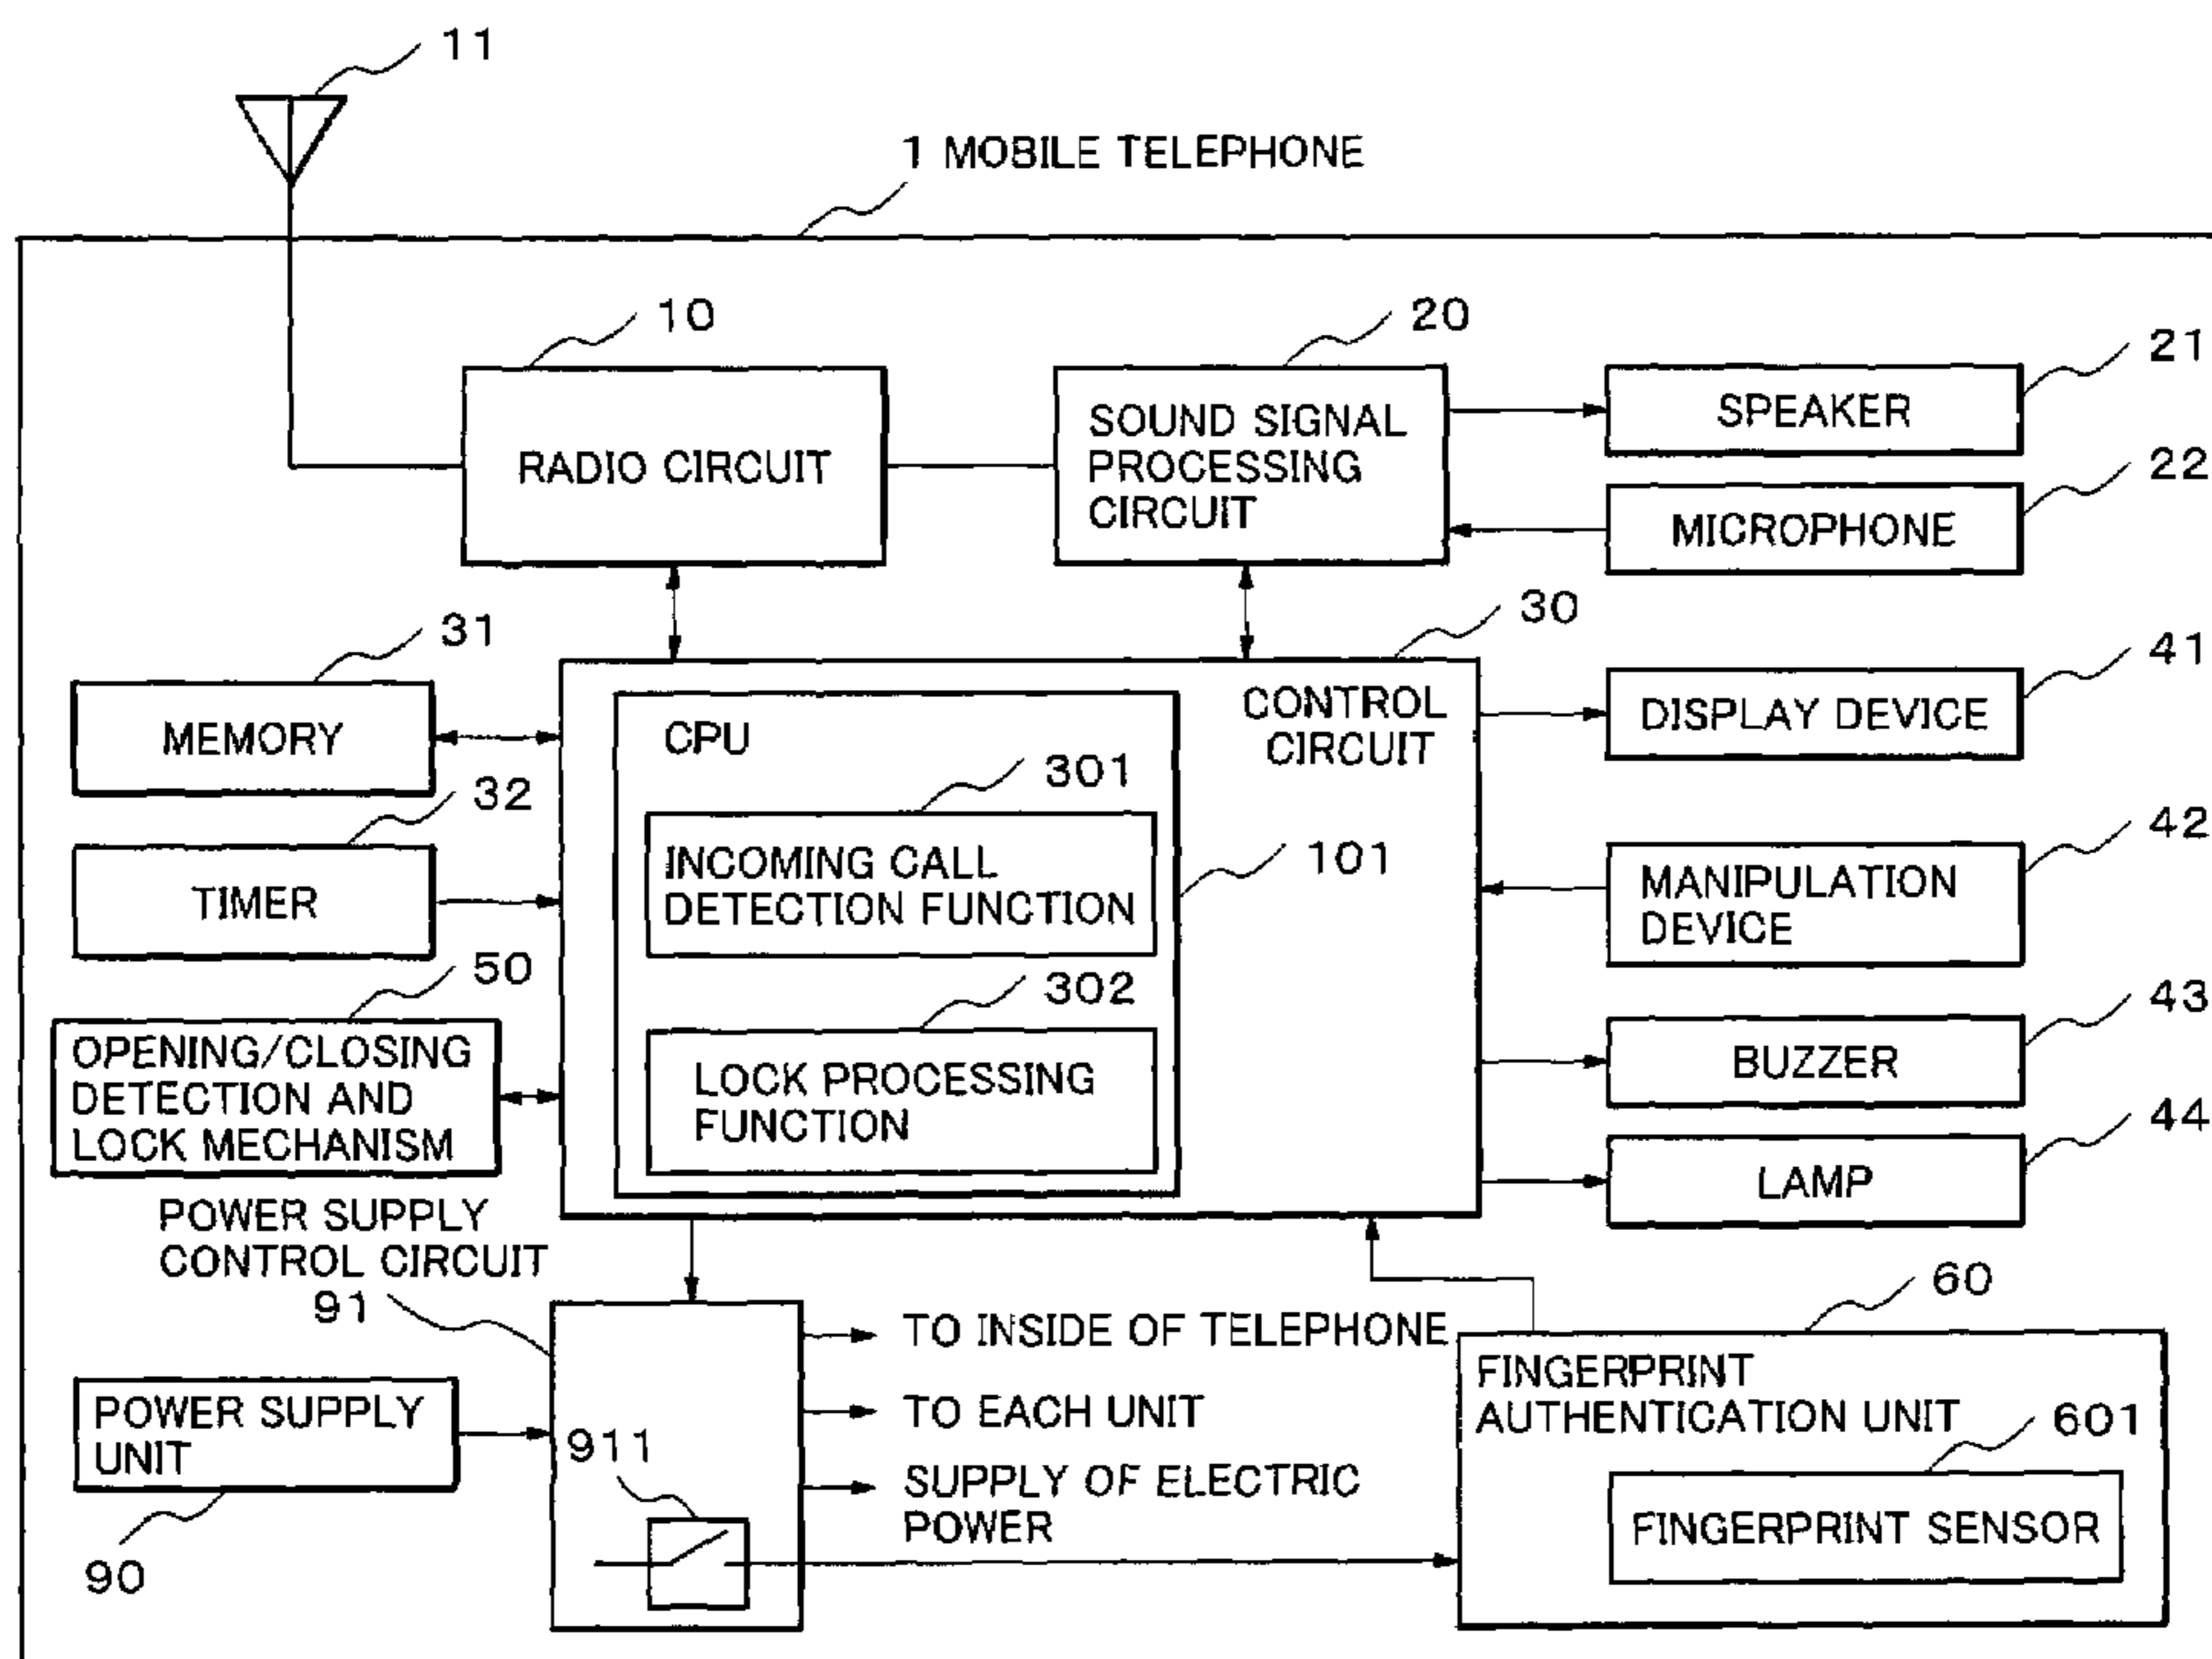 11
1 MOBILE TELEPHONE
10
20
21
RADIO CIRCUIT
SOUND SIGNAL
PROCESSING
CIRCUIT
SPEAKER
22
MICROPHONE
31
30
41
MEMORY
CPU
CONTROL
CIRCUIT
DISPLAY DEVICE
32
301
42
TIMER
INCOMING CALL
DETECTION FUNCTION
101
MANIPULATION
DEVICE
50
302
43
OPENING/CLOSING
DETECTION AND
LOCK MECHANISM
LOCK PROCESSING
FUNCTION
BUZZER
44
LAMP
POWER SUPPLY
CONTROL CIRCUIT
91
60
TO INSIDE OF TELEPHONE
FINGERPRINT
AUTHENTICATION UNIT
POWER SUPPLY
UNIT
TO EACH UNIT
601
911
SUPPLY OF ELECTRIC
POWER
FINGERPRINT SENSOR
90